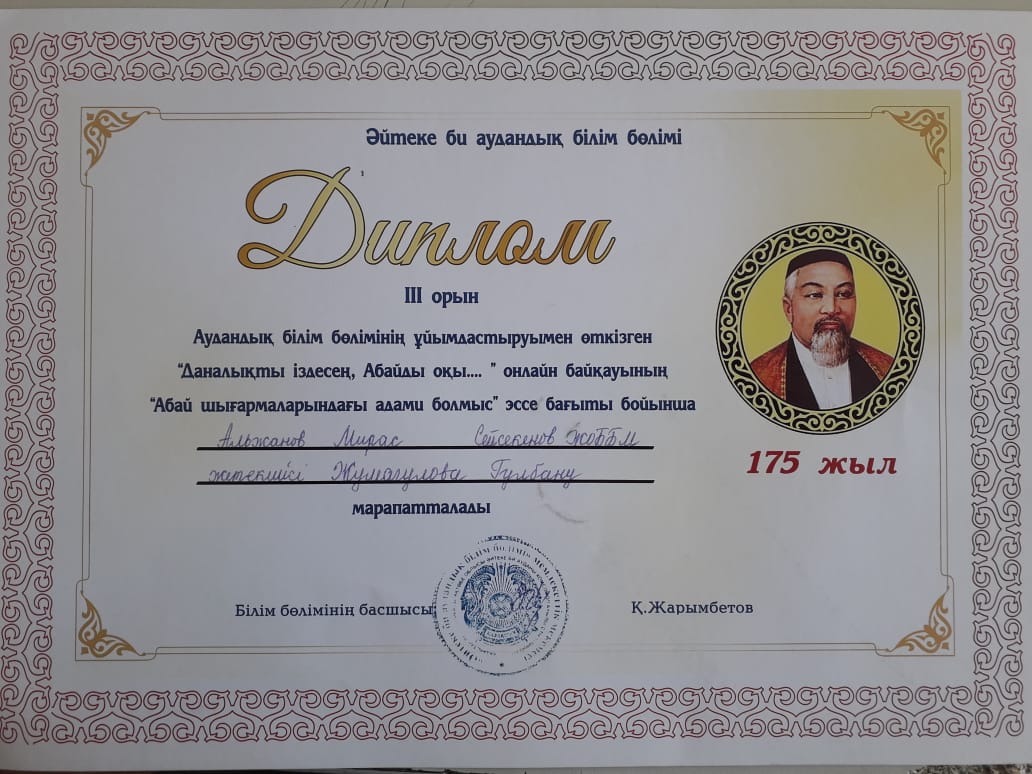 Әйтеке би аудандық білім бөлімі
Диплом
III орын
Аудандық білім бөлімінің ұйымдастыруымен өткізген
"Даналықты іздесең, Абайды оқы.... " онлайн байқауының
"Абай шығармаларындағы адами болмыс" эссе бағыты бойынша
Альжанов Мирас Сейсекенов ЖОББМ
жетекшісі Жумагулова Гулбану
марапатталады
175 жыл
Білім бөлімінің басшысы
Қ.Жарымбетов